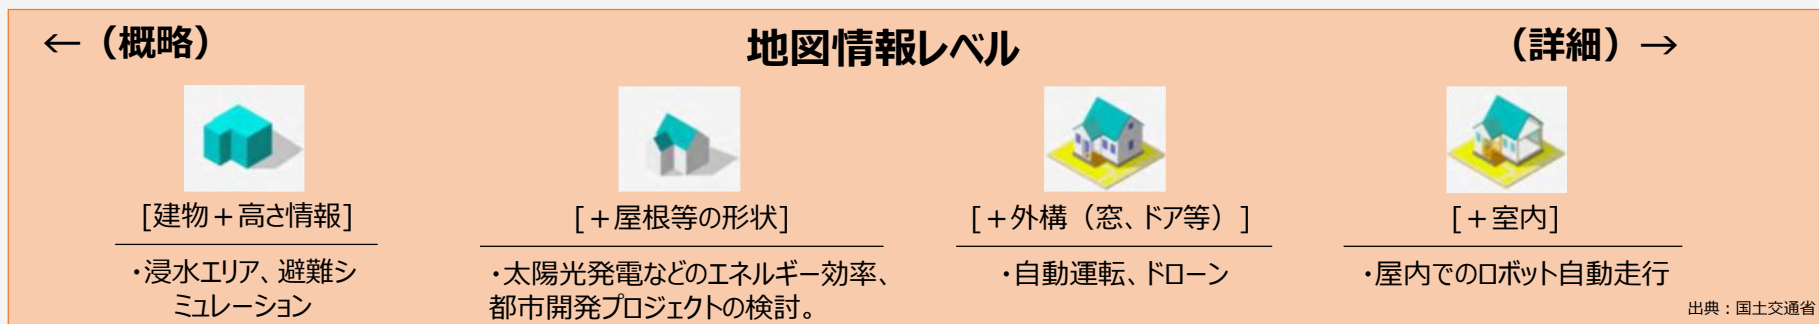 ←（概略）
地図情報レベル
（詳細）→
[建物＋高さ情報]
[＋屋根等の形状]
[＋外構（窓、ドア等）]
[＋室内]
・浸水エリア、避難シ
ミュレーション
・太陽光発電などのエネルギー効率、
都市開発プロジェクトの検討。
・自動運転、ドローン
・屋内でのロボット自動走行
出典：国土交通省